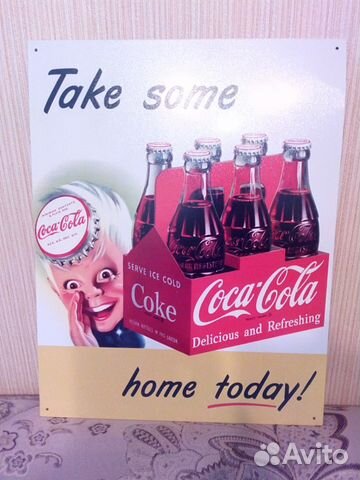 Take some
Coca-Cola
SERVE ICE COLD
Coke
Coca-Cola
Delicious and Refreshing
home today!
Avito